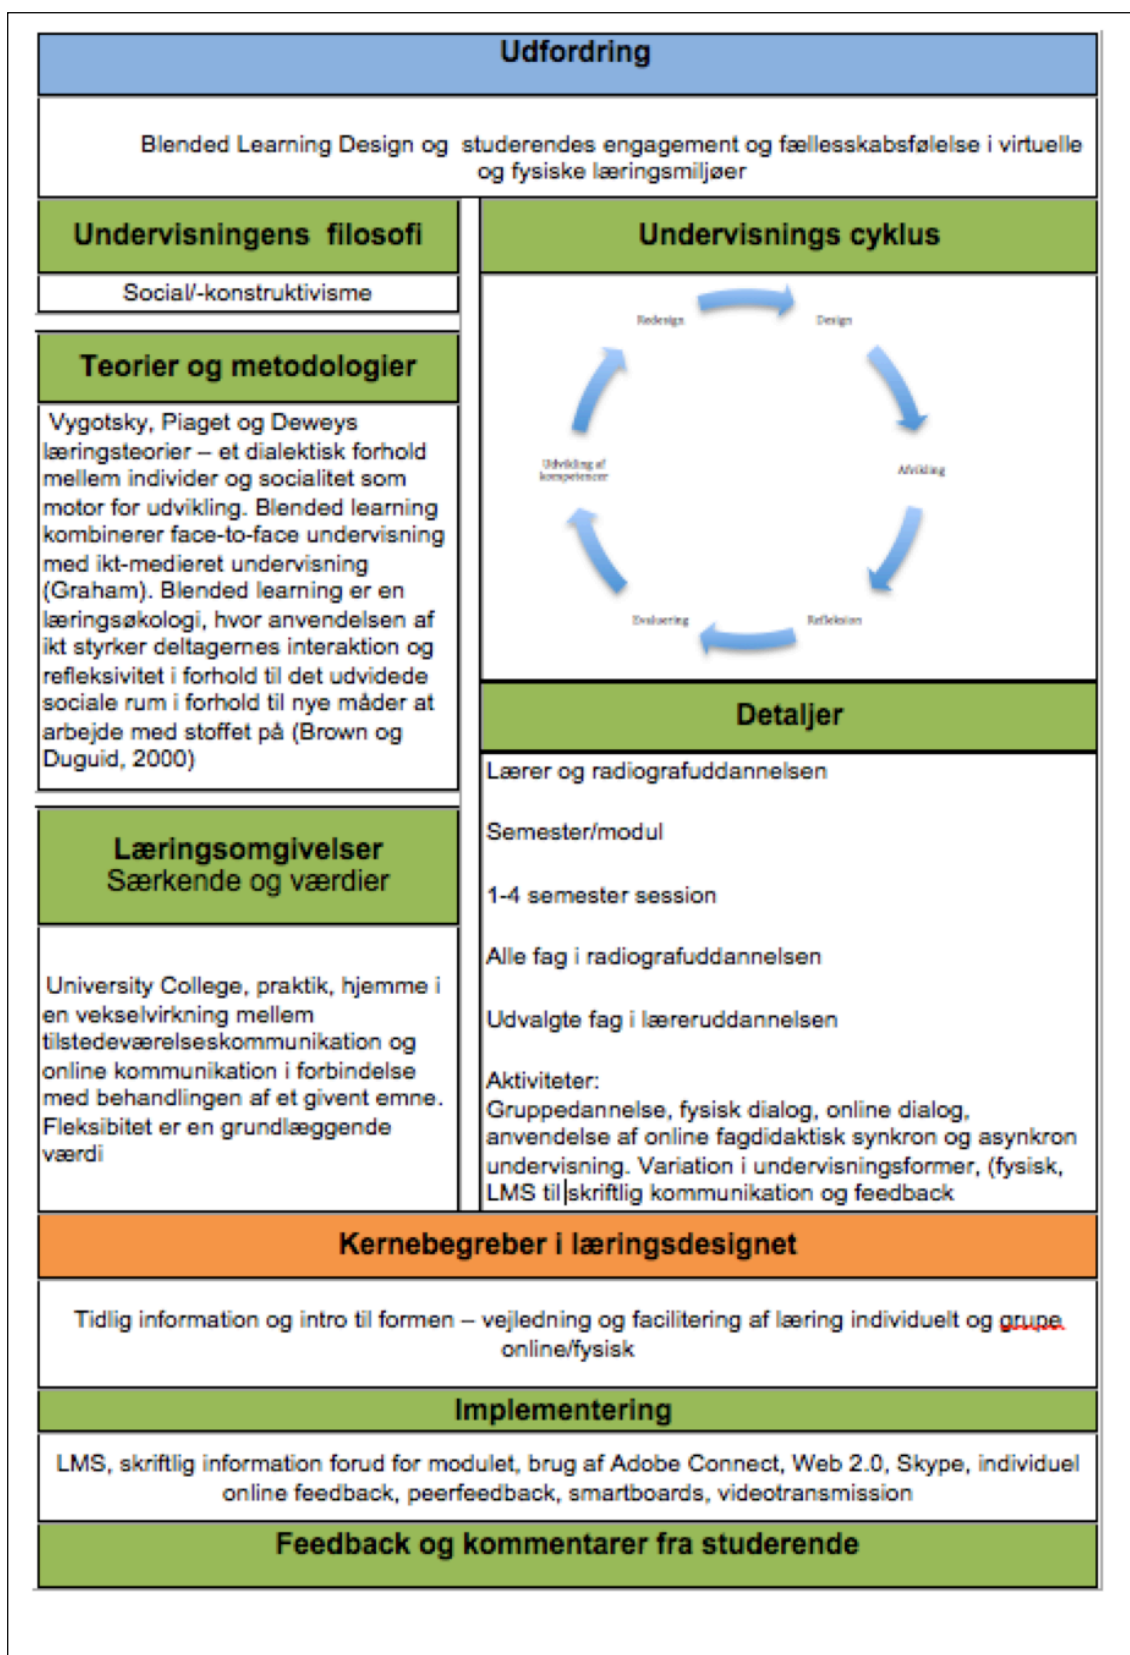 Udfordring
Blended Learning Design og studerendes engagement og fællesskabsfølelse i virtuelle
og fysiske læringsmiljøer
Undervisningens filosofi
Social/-konstruktivisme
Teorier og metodologier
Vygotsky, Piaget og Deweys
læringsteorier – et dialektisk forhold
mellem individer og socialitet som
motor for udvikling. Blended learning
kombinerer face-to-face undervisning
med ikt-medieret undervisning
(Graham). Blended learning er en
læringsøkologi, hvor anvendelsen af
ikt styrker deltagernes interaktion og
refleksivitet i forhold til det udvidede
sociale rum i forhold til nye måder at
arbejde med stoffet på (Brown og
Duguid, 2000)
Læringsomgivelser
Særkende og værdier
University College, praktik, hjemme i
en vekselvirkning mellem
tilstedeværelseskommunikation og
online kommunikation i forbindelse
med behandlingen af et givent emne.
Fleksibitet er en grundlæggende
værdi
Undervisnings cyklus
Redesign
Design
Udvikling af
kompetencer
Afvikling
Evaluering
Refleksion
Detaljer
Lærer og radiografuddannelsen
Semester/modul
1-4 semester session
Alle fag i radiografuddannelsen
Udvalgte fag i læreruddannelsen
Aktiviteter:
Gruppedannelse, fysisk dialog, online dialog,
anvendelse af online fagdidaktisk synkron og asynkron
undervisning. Variation i undervisningsformer, (fysisk,
LMS til skriftlig kommunikation og feedback
Kernebegreber i læringsdesignet
Tidlig information og intro til formen – vejledning og facilitering af læring individuelt og grupe
online/fysisk
Implementering
LMS, skriftlig information forud for modulet, brug af Adobe Connect, Web 2.0, Skype, individuel
online feedback, peerfeedback, smartboards, videotransmission
Feedback og kommentarer fra studerende